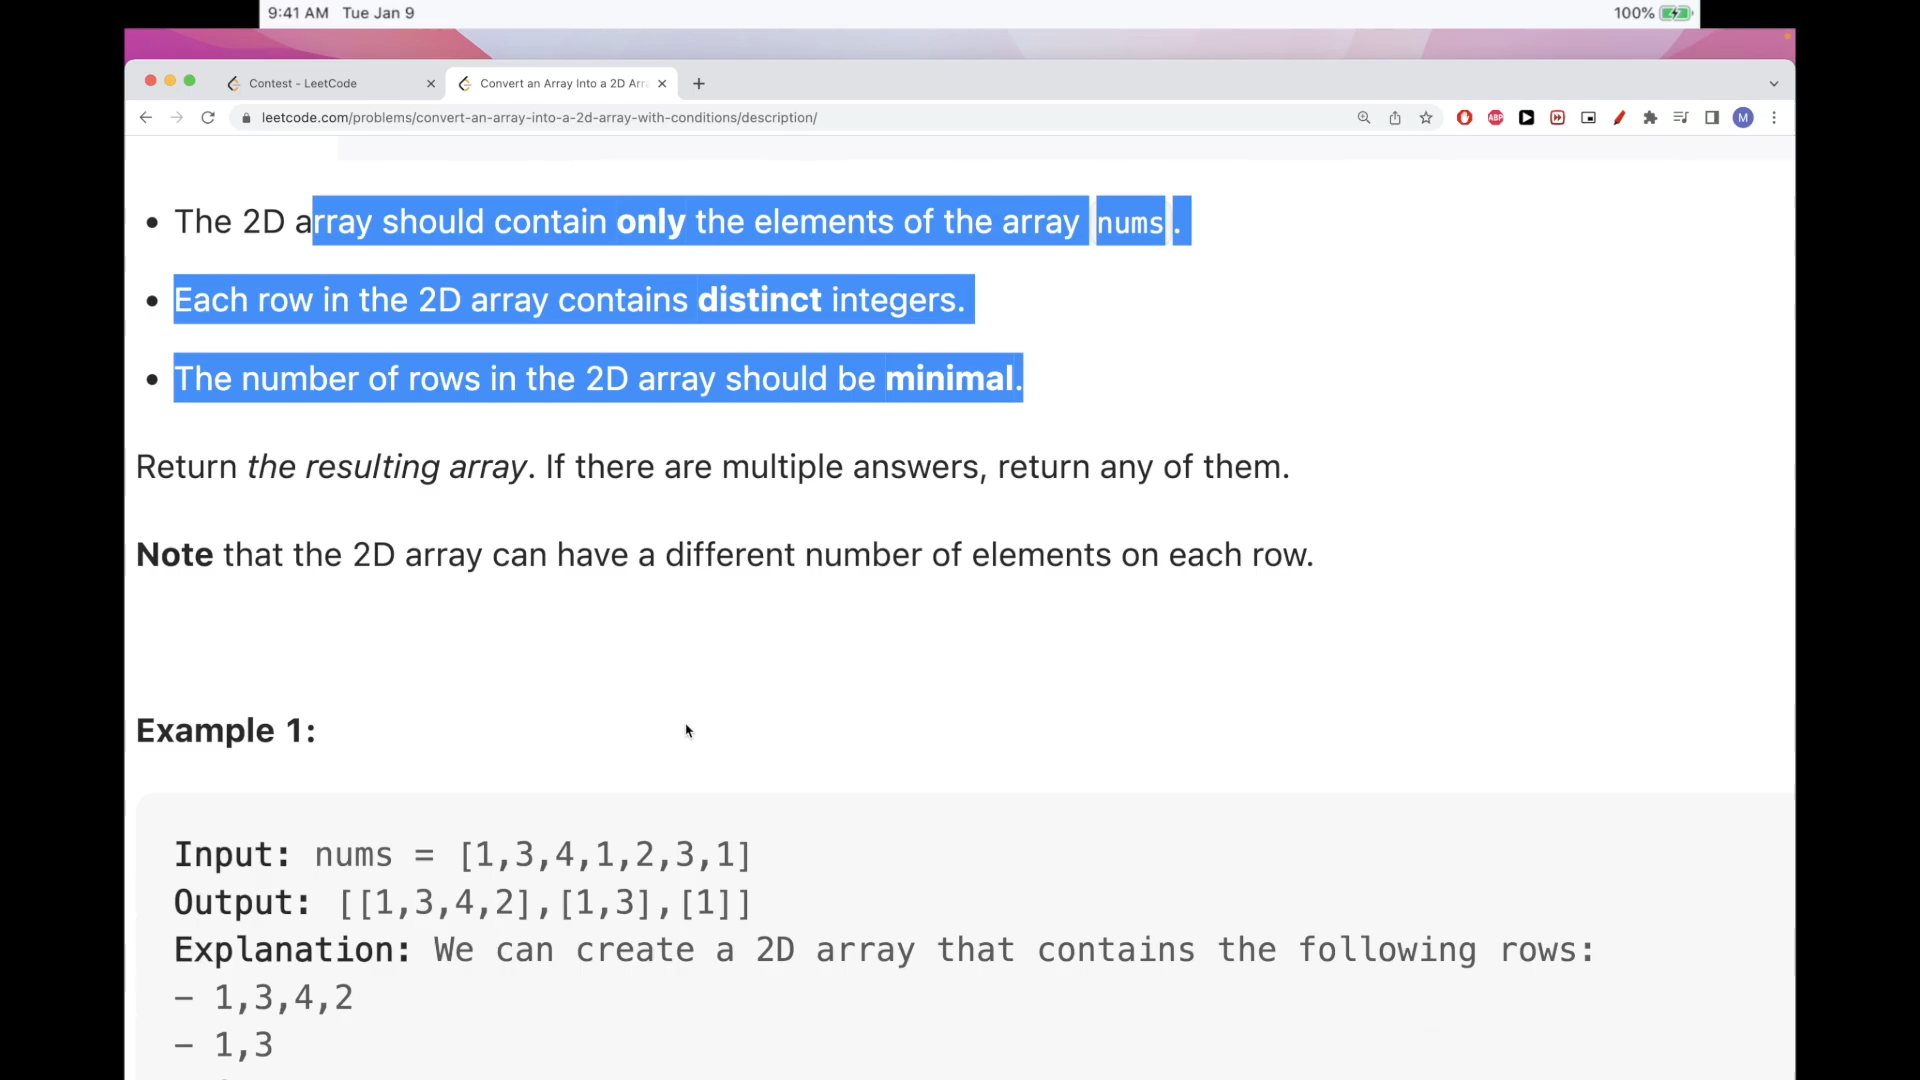 9:41 AM Tue Jan 9
100%
Contest - LeetCode
Convert an Array Into a 2D Arr
leetcode.com/problems/convert-an-array-into-a-2d-array-with-conditions/description/
ABP
M
• The 2D array should contain only the elements of the array nums.
• Each row in the 2D array contains distinct integers.
• The number of rows in the 2D array should be minimal.
Return the resulting array. If there are multiple answers, return any of them.
Note that the 2D array can have a different number of elements on each row.
Example 1:
Input: nums = [1,3,4,1,2,3,1]
Output: [[1,3,4,2],[1,3],[1]]
Explanation: We can create a 2D array that contains the following rows:
- 1,3,4,2
- 1,3